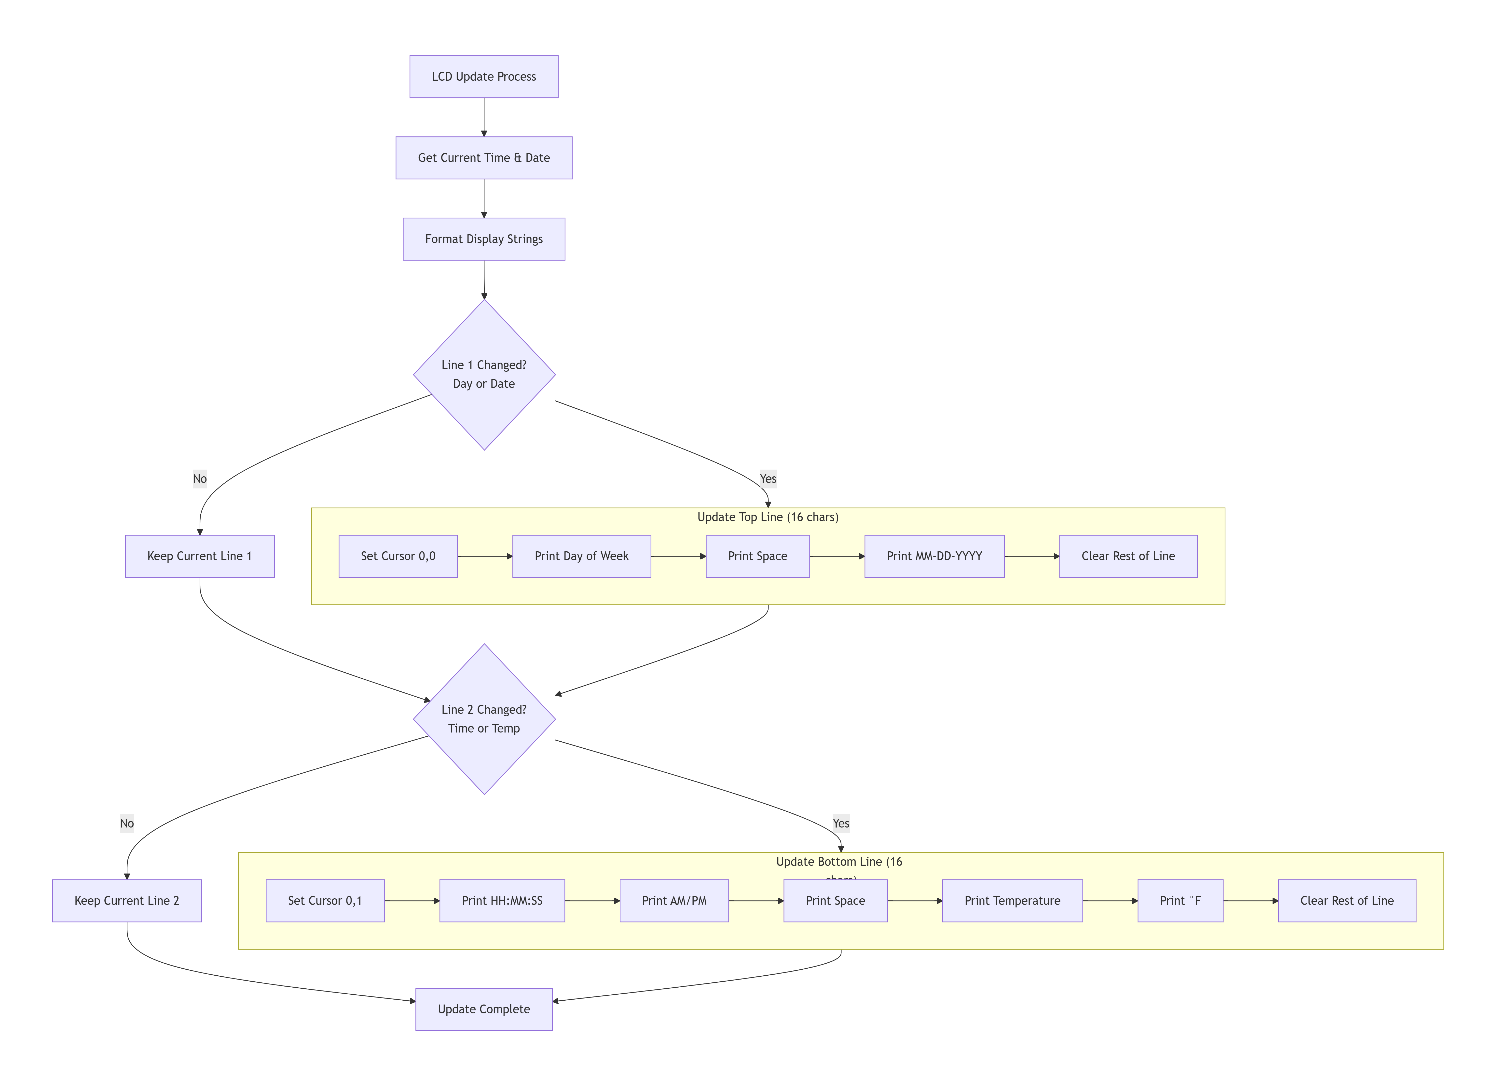 LCD Update Process
Get Current Time & Date
Format Display Strings
Line 1 Changed?
Day or Date
No
Yes
Update Top Line (16 chars)
Keep Current Line 1
Set Cursor 0,0
Print Day of Week
Print Space
Print MM-DD-YYYY
Clear Rest of Line
Line 2 Changed?
Time or Temp
No
Yes
Update Bottom Line (16
chars)
Keep Current Line 2
Set Cursor 0,1
Print HH:MM:SS
Print AM/PM
Print Space
Print Temperature
Print °F
Clear Rest of Line
Update Complete